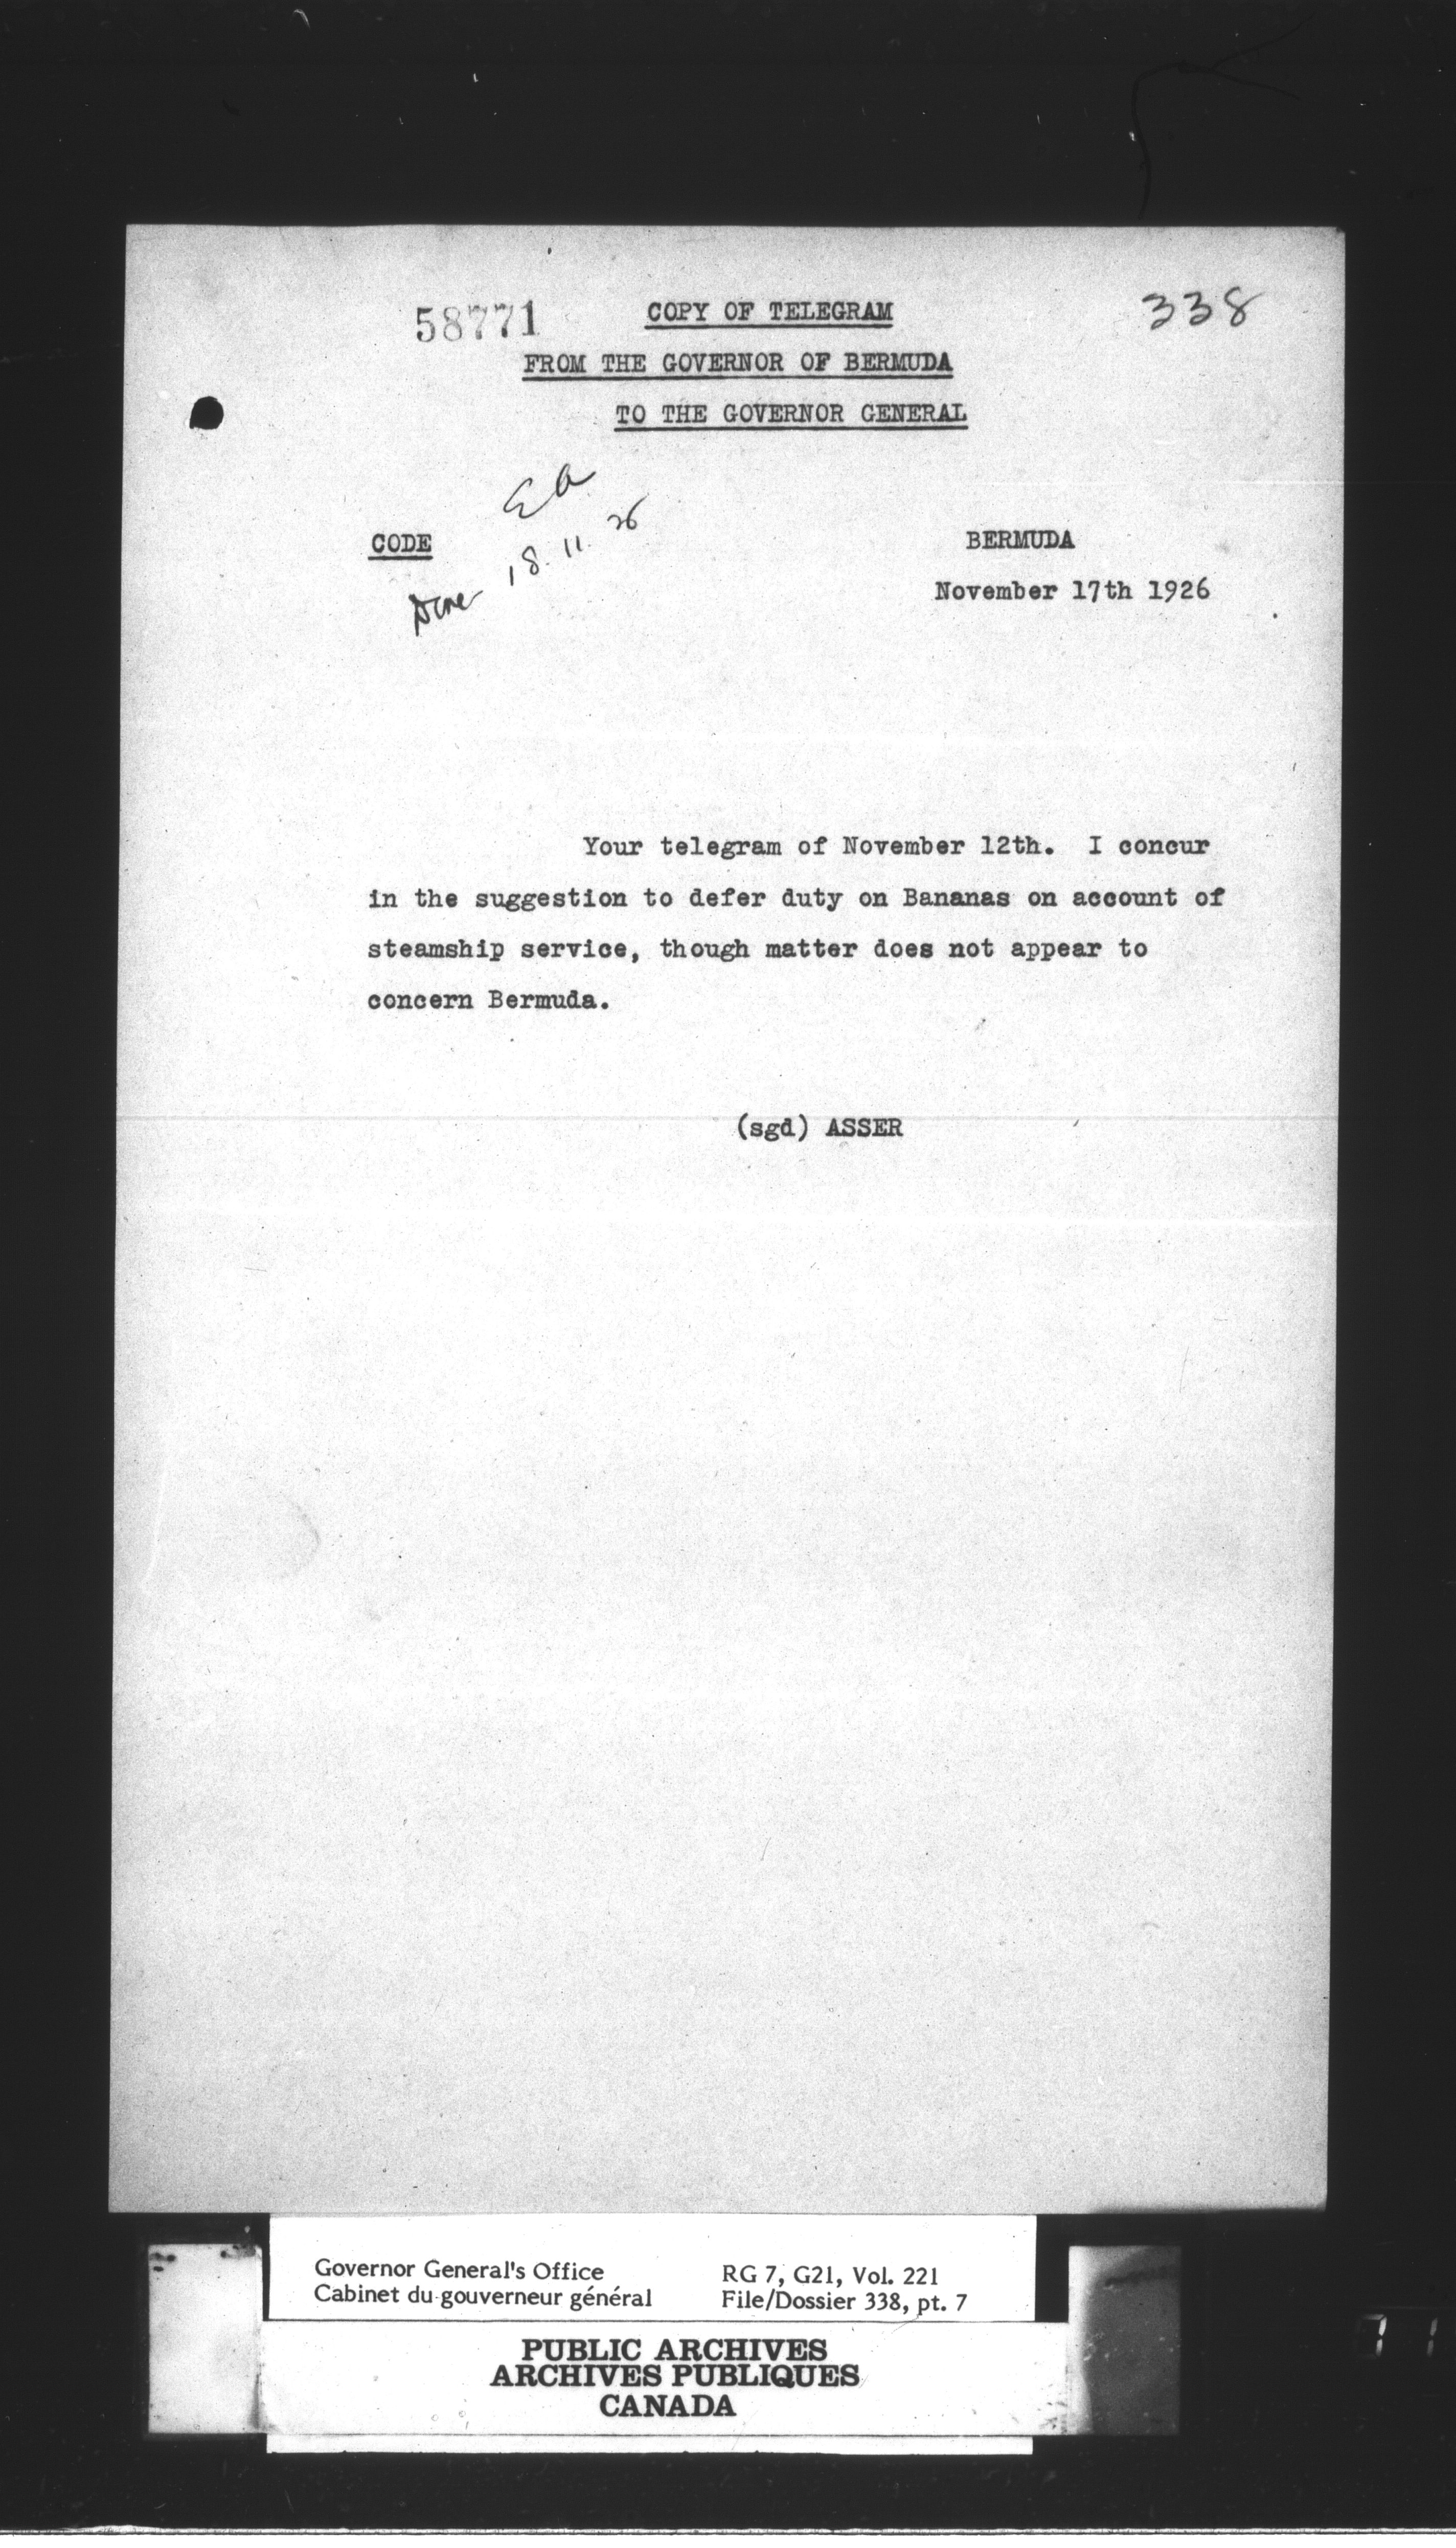 58771
COPY OF TELEGRAM
338
FROM THE GOVERNOR OF BERMUDA
TO THE GOVERNOR GENERAL
18.11.26
CODE
BERMUDA
November 17th 1926
Your telegram of November 12th. I concur
in the suggestion to defer duty on Bananas on account of
steamship service, though matter does not appear to
concern Bermuda.
(sgd) ASSER
Governor General's Office
Cabinet du gouverneur général
RG 7, G21, Vol. 221
File/Dossier 338, pt. 7
PUBLIC ARCHIVES
ARCHIVES PUBLIQUES
CANADA